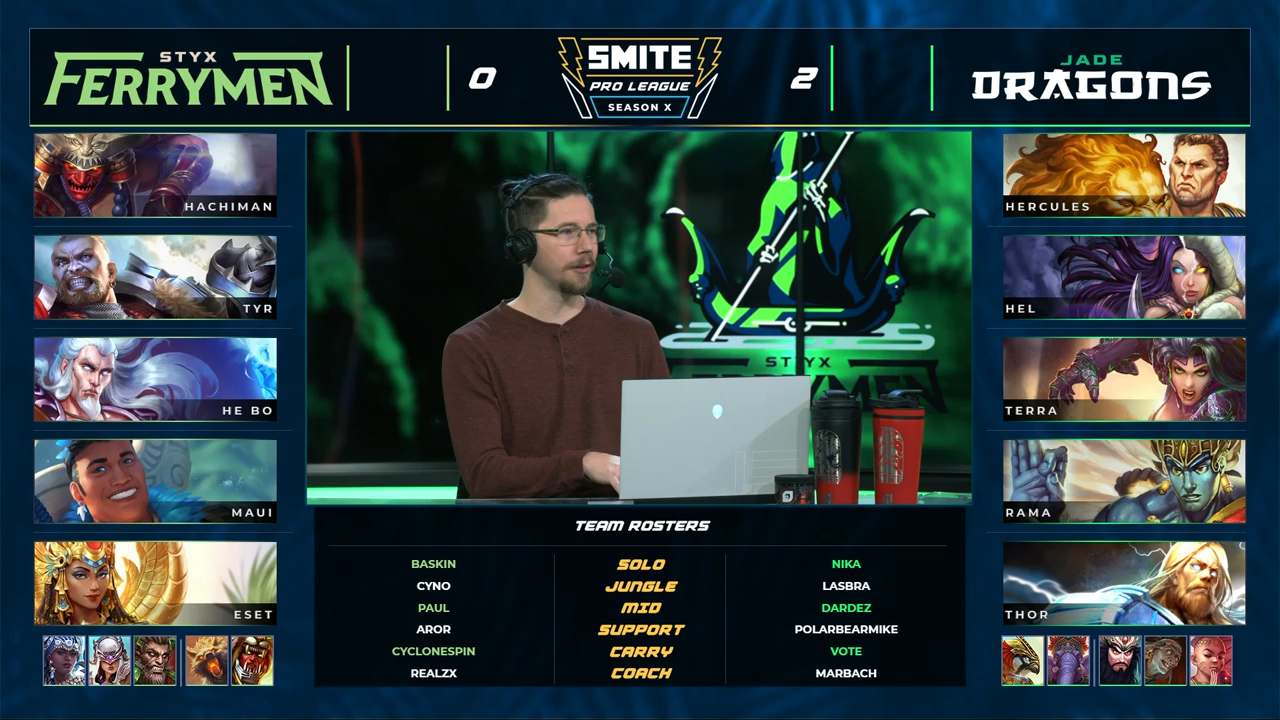 STYX
FERRYMEN
0
SMITE
PRO LEAGUE
SEASON X
2
JADE
DRAGONS
HACHIMAN
TYR
HE BO
MAUI
ESET
HERCULES
HEL
TERRA
RAMA
THOR
STYX
TEAM ROSTERS
BASKIN SOLO NIKA
CYNO JUNGLE LASBRA
PAUL MID DARDEZ
AROR SUPPORT POLARBEARMIKE
CYCLONESPIN CARRY VOTE
REALZX COACH MARBACH